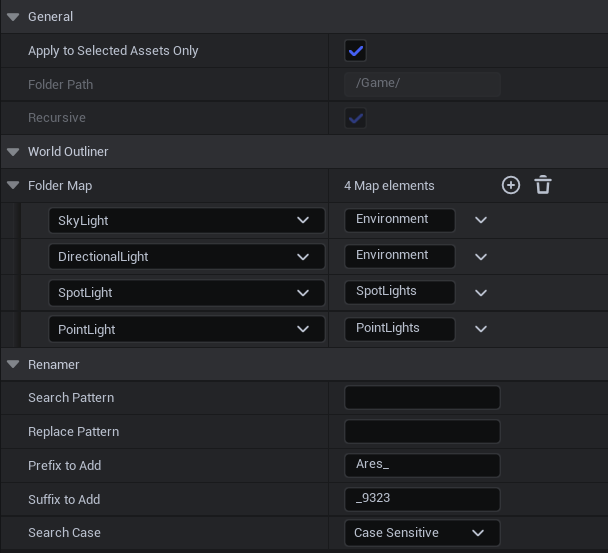 General
Apply to Selected Assets Only
Folder Path /Game/
Recursive
World Outliner
Folder Map 4 Map elements
SkyLight Environment
DirectionalLight Environment
SpotLight SpotLights
PointLight PointLights
Renamer
Search Pattern
Replace Pattern
Prefix to Add Ares_
Suffix to Add _9323
Search Case Case Sensitive